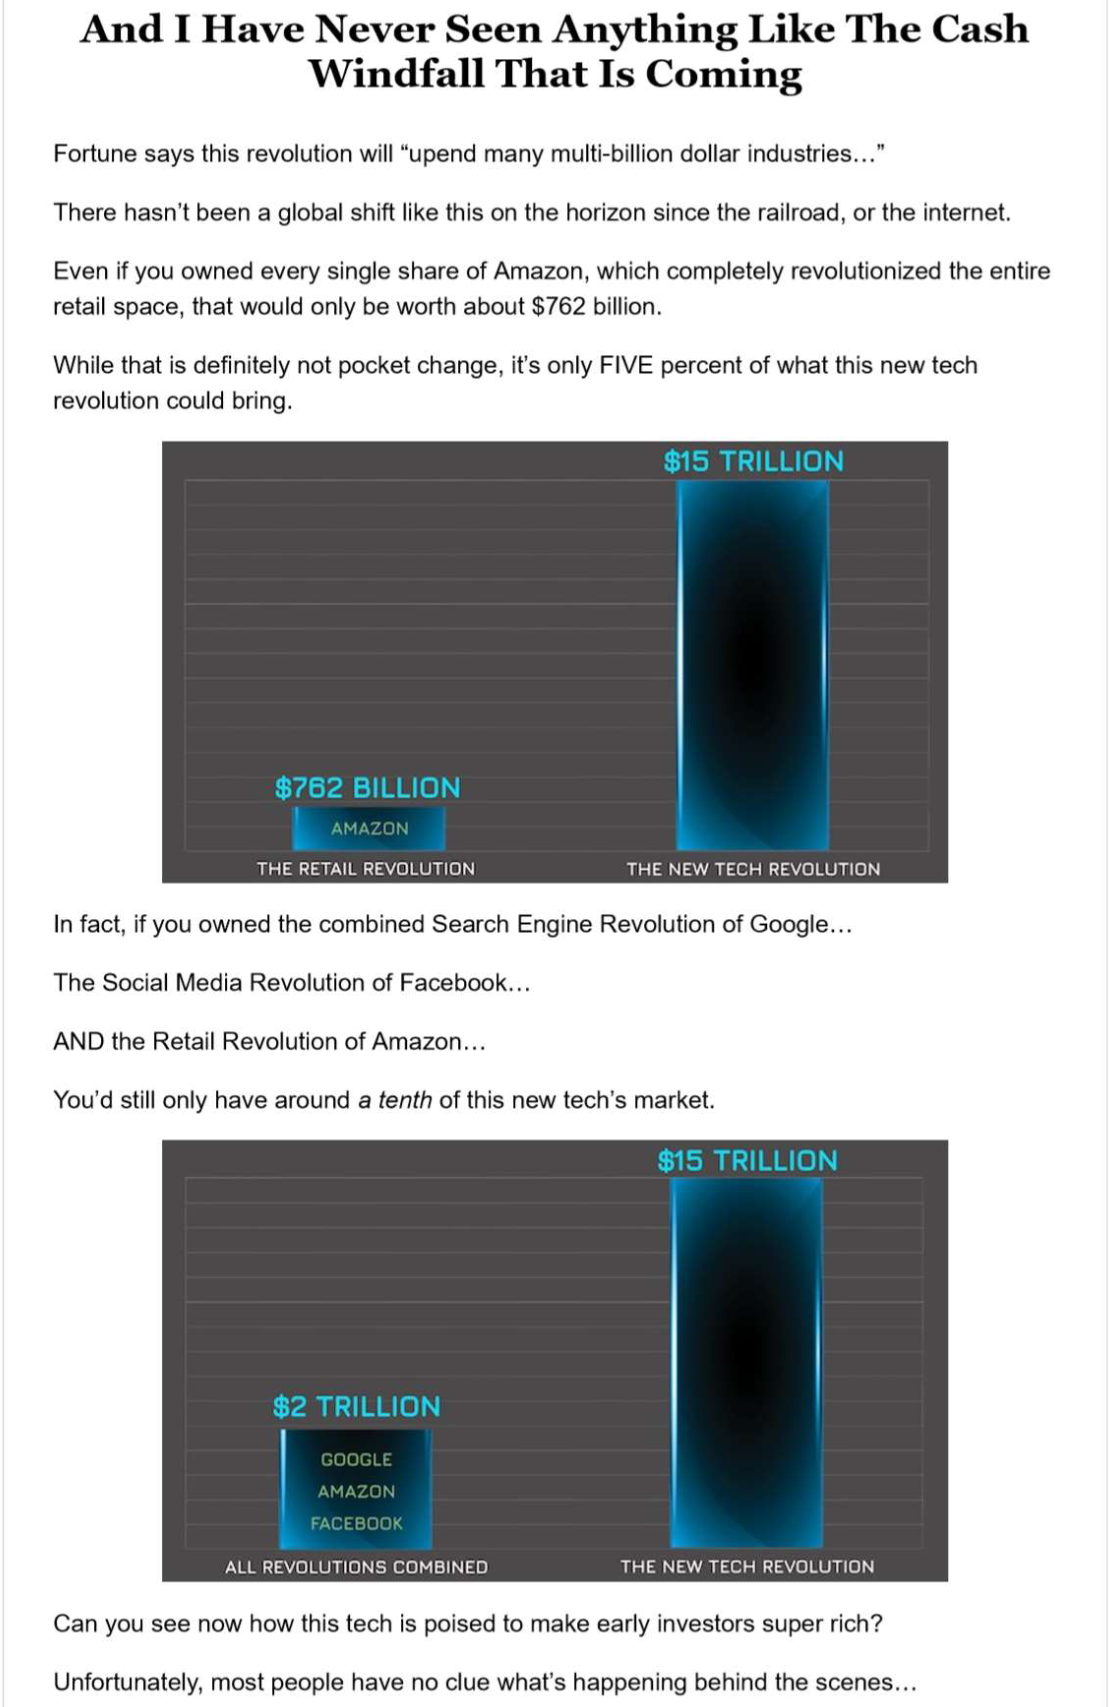 And I Have Never Seen Anything Like The Cash
Windfall That Is Coming
Fortune says this revolution will “upend many multi-billion dollar industries…”
There hasn’t been a global shift like this on the horizon since the railroad, or the internet.
Even if you owned every single share of Amazon, which completely revolutionized the entire
retail space, that would only be worth about $762 billion.
While that is definitely not pocket change, it’s only FIVE percent of what this new tech
revolution could bring.
$15 TRILLION
$762 BILLION
AMAZON
THE RETAIL REVOLUTION
THE NEW TECH REVOLUTION
In fact, if you owned the combined Search Engine Revolution of Google…
The Social Media Revolution of Facebook…
AND the Retail Revolution of Amazon…
You’d still only have around a tenth of this new tech’s market.
$15 TRILLION
$2 TRILLION
GOOGLE
AMAZON
FACEBOOK
ALL REVOLUTIONS COMBINED
THE NEW TECH REVOLUTION
Can you see now how this tech is poised to make early investors super rich?
Unfortunately, most people have no clue what’s happening behind the scenes…